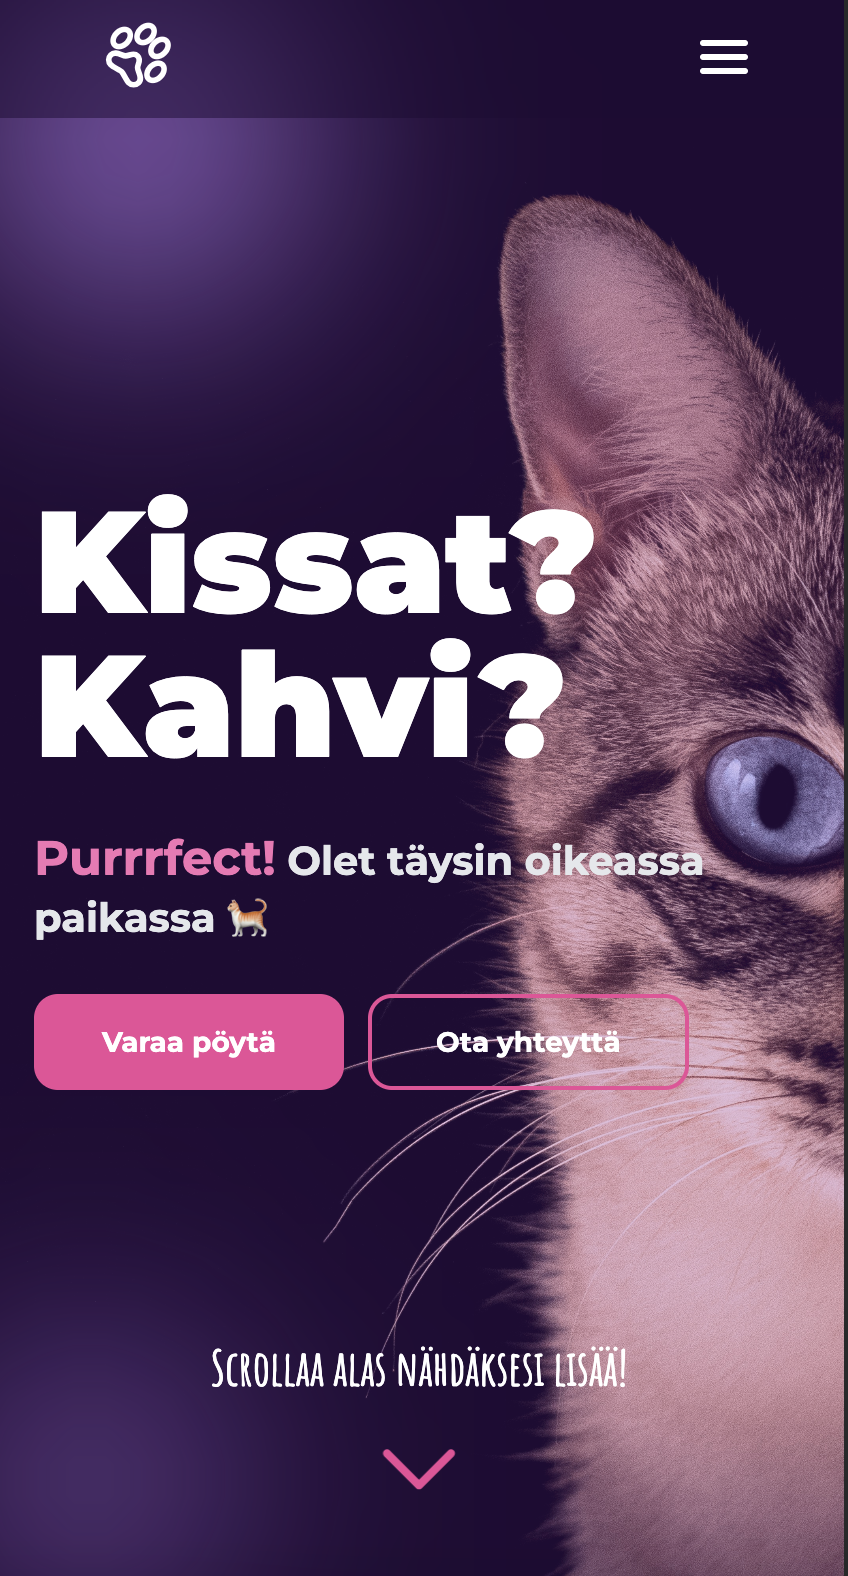 Kissat?
Kahvi?
Purrrfect! Olet täysin oikeassa
paikassa 🐈
Varaa pöytä
Ota yhteyttä
Scrollaa alas nähdäksesi lisää!